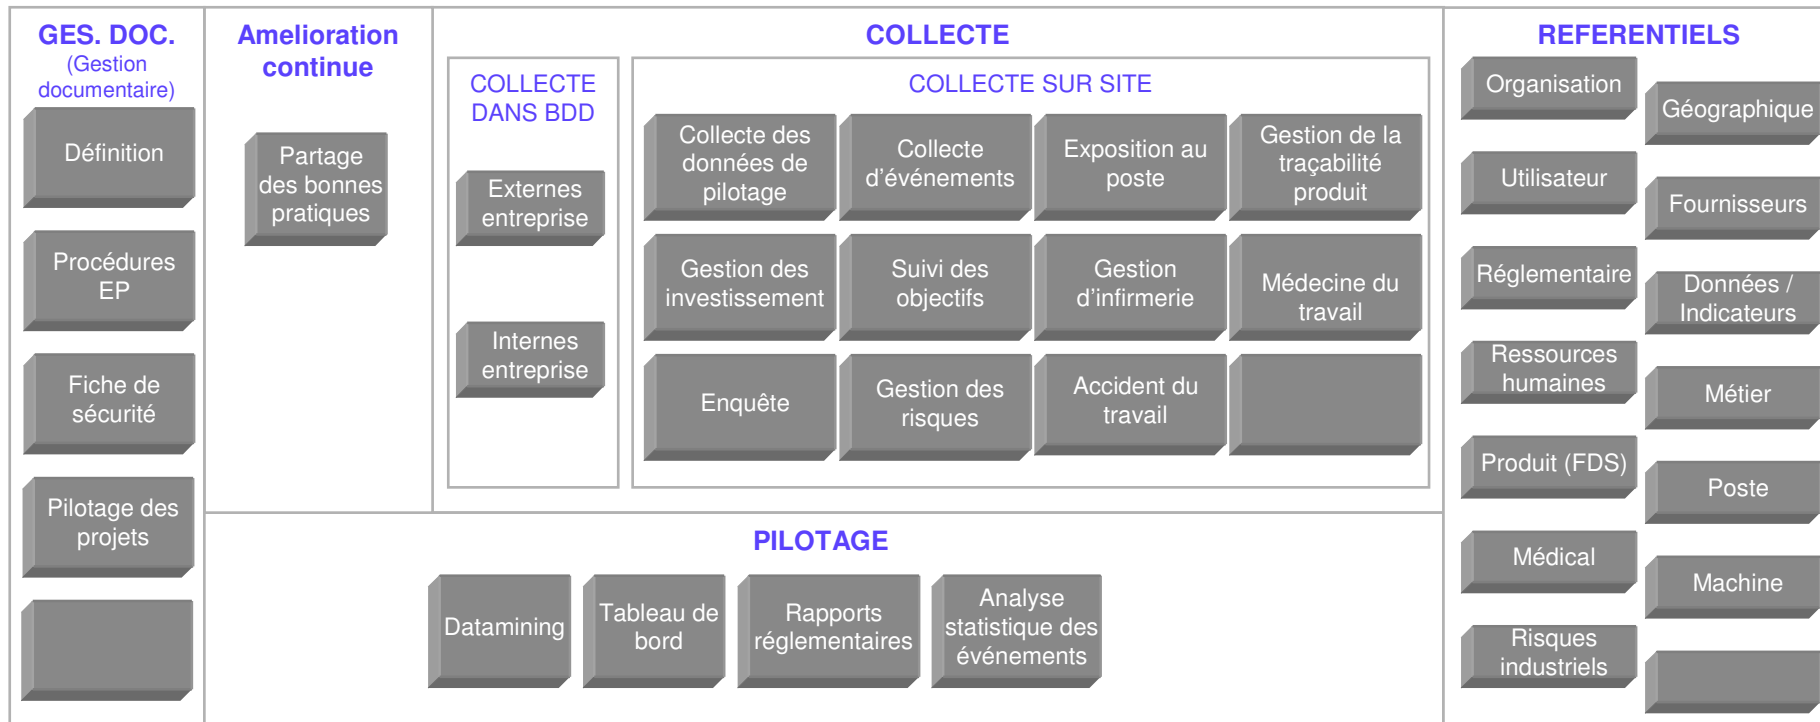 GES. DOC.
(Gestion
documentaire)
Définition
Procédures
EP
Fiche de
sécurité
Pilotage des
projets
Amelioration
continue
Partage
des bonnes
pratiques
COLLECTE
COLLECTE
DANS BDD
Externes
entreprise
Internes
entreprise
COLLECTE SUR SITE
Collecte des
données de
pilotage
Collecte
d’événements
Exposition au
poste
Gestion de la
traçabilité
produit
Gestion des
investissement
Suivi des
objectifs
Gestion
d’infirmerie
Médecine du
travail
Enquête
Gestion des
risques
Accident du
travail
PILOTAGE
Datamining
Tableau de
bord
Rapports
réglementaires
Analyse
statistique des
événements
REFERENTIELS
Organisation
Géographique
Utilisateur
Fournisseurs
Réglementaire
Données /
Indicateurs
Ressources
humaines
Métier
Produit (FDS)
Poste
Médical
Machine
Risques
industriels